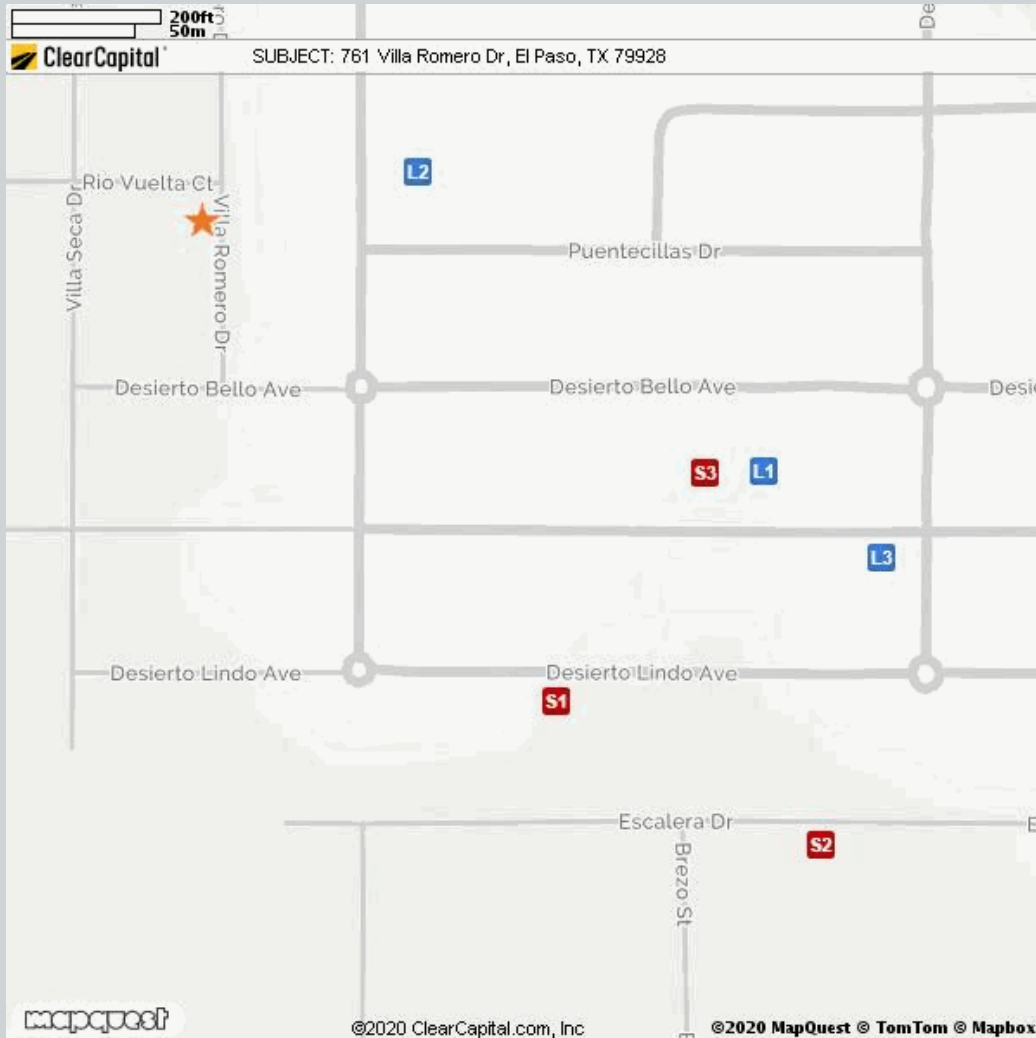 200ft
50m
ClearCapital
SUBJECT: 761 Villa Romero Dr, El Paso, TX 79928
De
L2
Rio Vuelta Ct
Villa Seca Dr
Villa Romero Dr
Puentecillas Dr
Desierto Bello Ave
Desierto Bello Ave
Desie
S3
L1
L3
Desierto Lindo Ave
Desierto Lindo Ave
S1
Escalera Dr
E
S2
Brezo St
mapquest
©2020 ClearCapital.com, Inc
©2020 MapQuest © TomTom © Mapbox